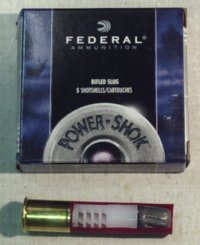 FEDERAL
AMMUNITION
RIFLED SLUG
5 SHOTSHELLS/CARTOUCHES
POWER·SHOK